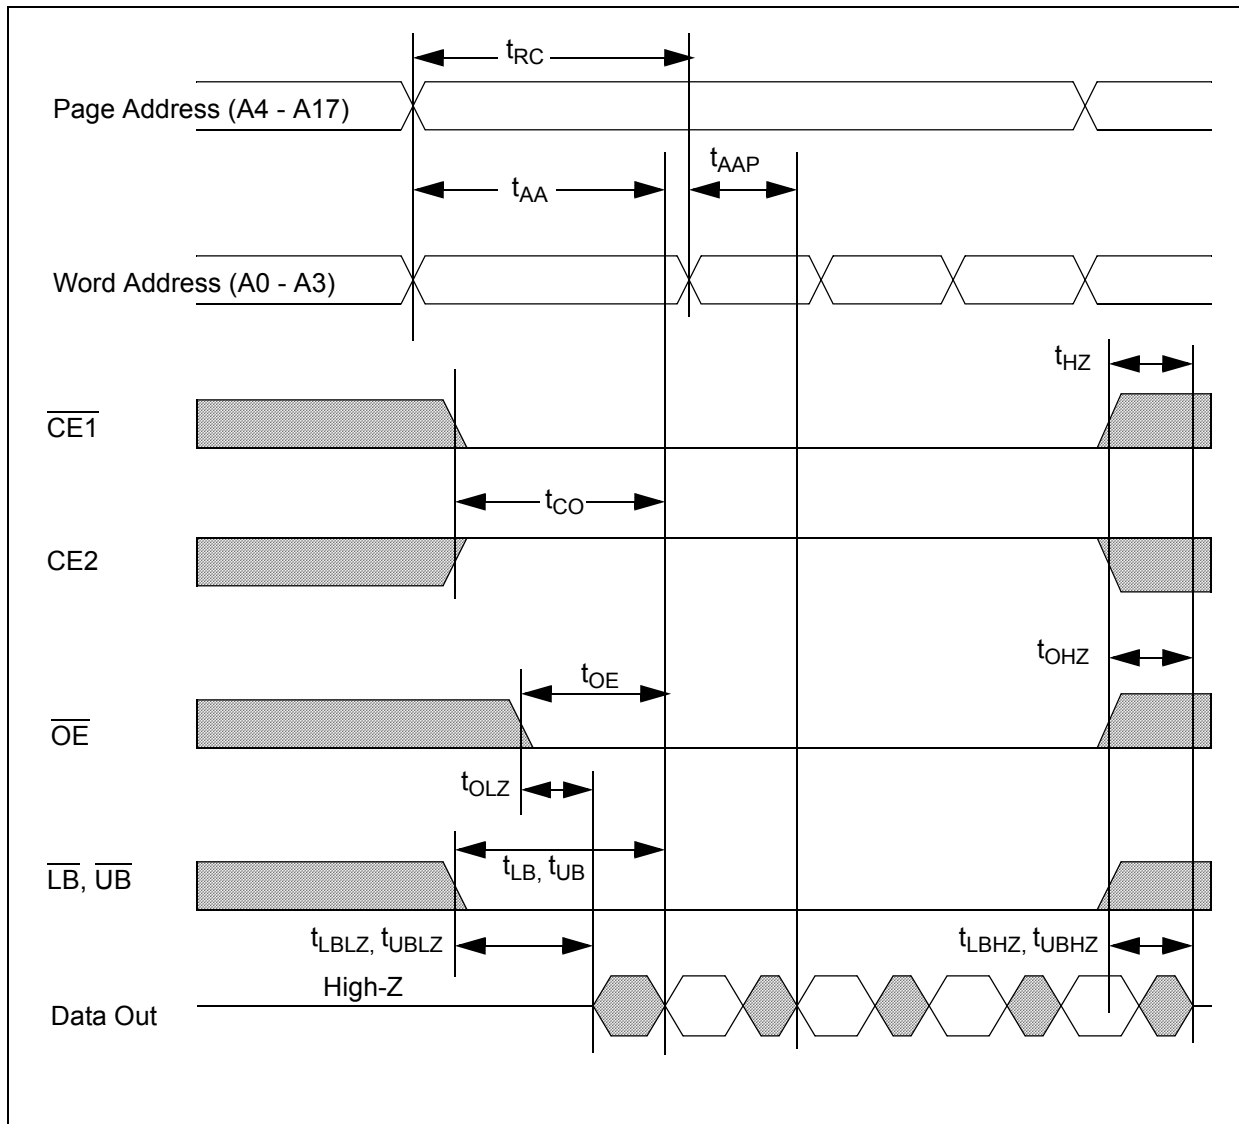 tRC
Page Address (A4 - A17)
tAAP
tAA
Word Address (A0 - A3)
tHZ
CE1
tCO
CE2
tOHZ
tOE
OE
tOLZ
tLB, tUB
LB, UB
tLBLZ, tUBLZ
tLBHZ, tUBHZ
High-Z
Data Out